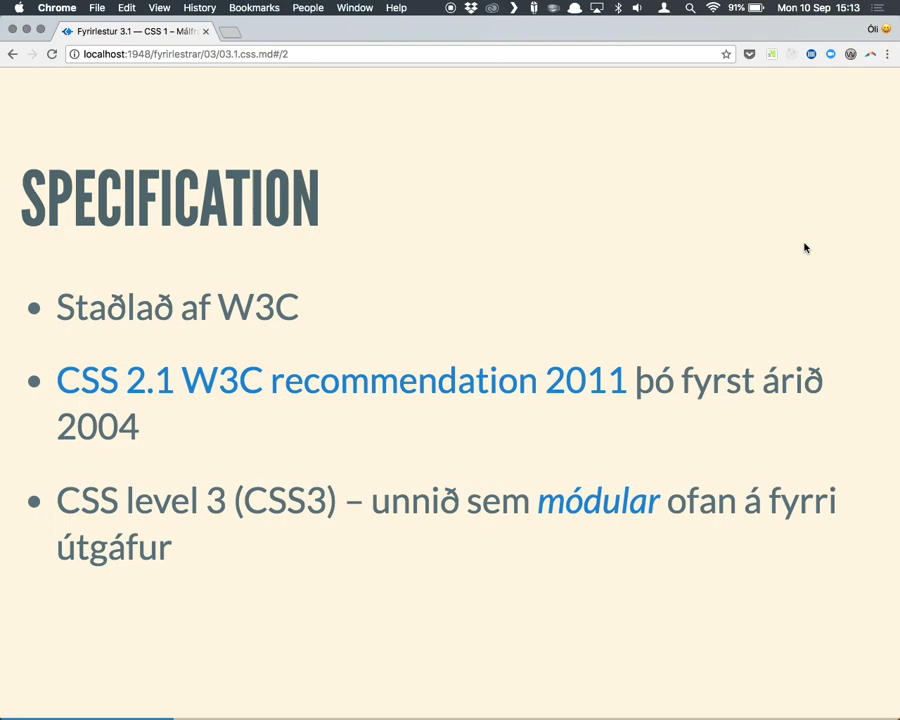 Chrome File Edit View History Bookmarks People Window Help 91% Mon 10 Sep 15:13
Fyrirlestur 3.1 — CSS 1 – Málfr
Óli
localhost:1948/fyrirlestrar/03/03.1.css.md#/2
SPECIFICATION
• Staðlað af W3C
• CSS 2.1 W3C recommendation 2011 þó fyrst árið
2004
• CSS level 3 (CSS3) – unnið sem módular ofan á fyrri
útgáfur